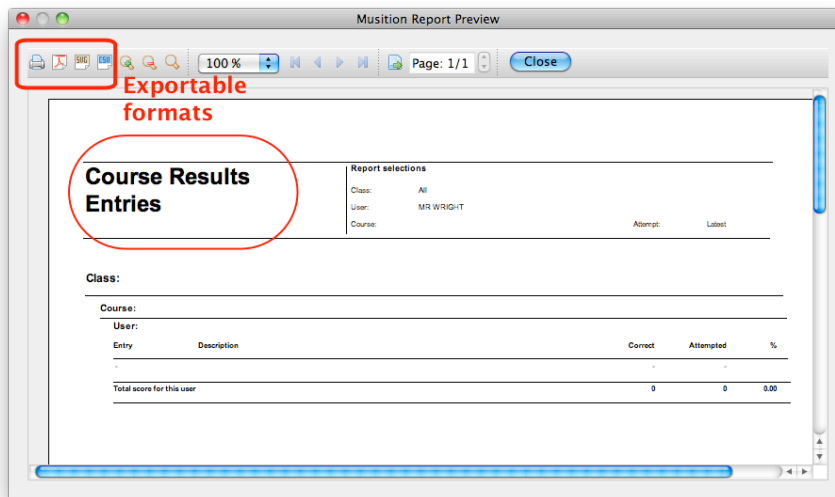 Musition Report Preview
SVG CSV 100 % Page: 1/1 Close
Exportable
formats
Course Results
Entries
Report selections
Class: All
User: MR WRIGHT
Course: Attempt: Latest
Class:
Course:
User:
Entry Description Correct Attempted %
- - -
Total score for this user 0 0 0.00